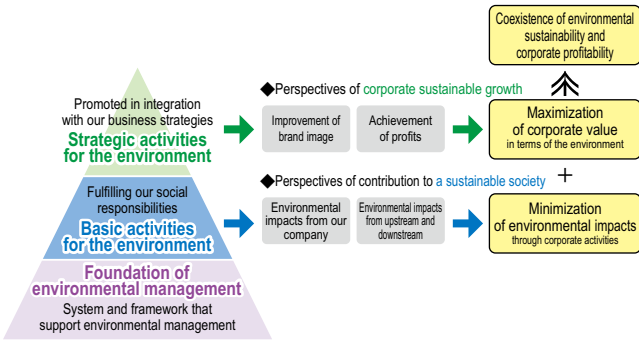 Coexistence of environmental
sustainability and
corporate profitability
◆Perspectives of corporate sustainable growth
Promoted in integration
with our business strategies
Strategic activities
for the environment
Improvement of
brand image
Achievement
of profits
Maximization
of corporate value
in terms of the environment
+
◆Perspectives of contribution to a sustainable society
Fulfilling our social
responsibilities
Basic activities
for the environment
Environmental
impacts from our
company
Environmental impacts
from upstream and
downstream
Minimization
of environmental impacts
through corporate activities
Foundation of
environmental management
System and framework that
support environmental management